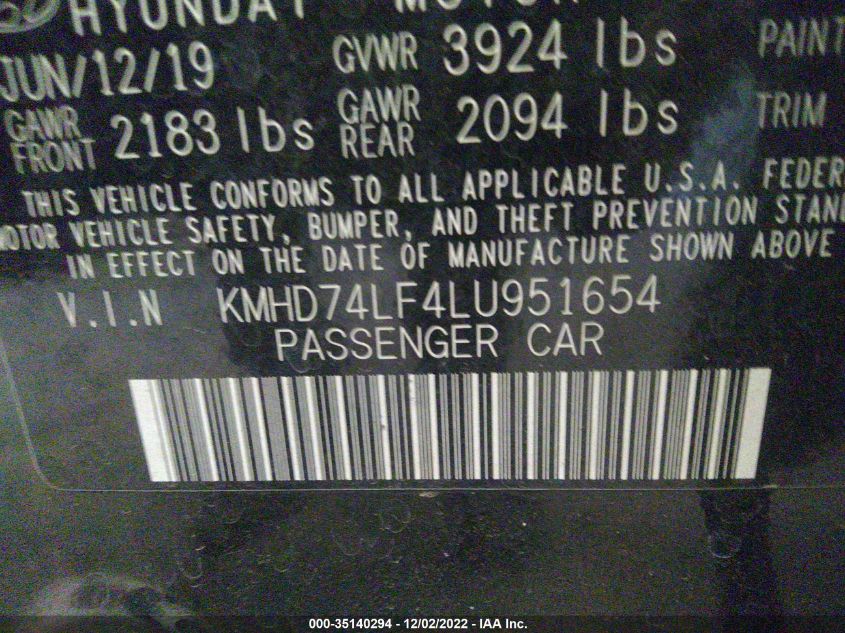 HYUNDAI MOTOR
JUN/12/19 GVWR 3924 lbs PAINT
GAWR FRONT 2183 lbs GAWR REAR 2094 lbs TRIM
THIS VEHICLE CONFORMS TO ALL APPLICABLE U.S.A. FEDER
MOTOR VEHICLE SAFETY, BUMPER, AND THEFT PREVENTION STAN
IN EFFECT ON THE DATE OF MANUFACTURE SHOWN ABOVE
V.I.N KMHD74LF4LU951654
PASSENGER CAR
000-35140294 - 12/02/2022 - IAA Inc.